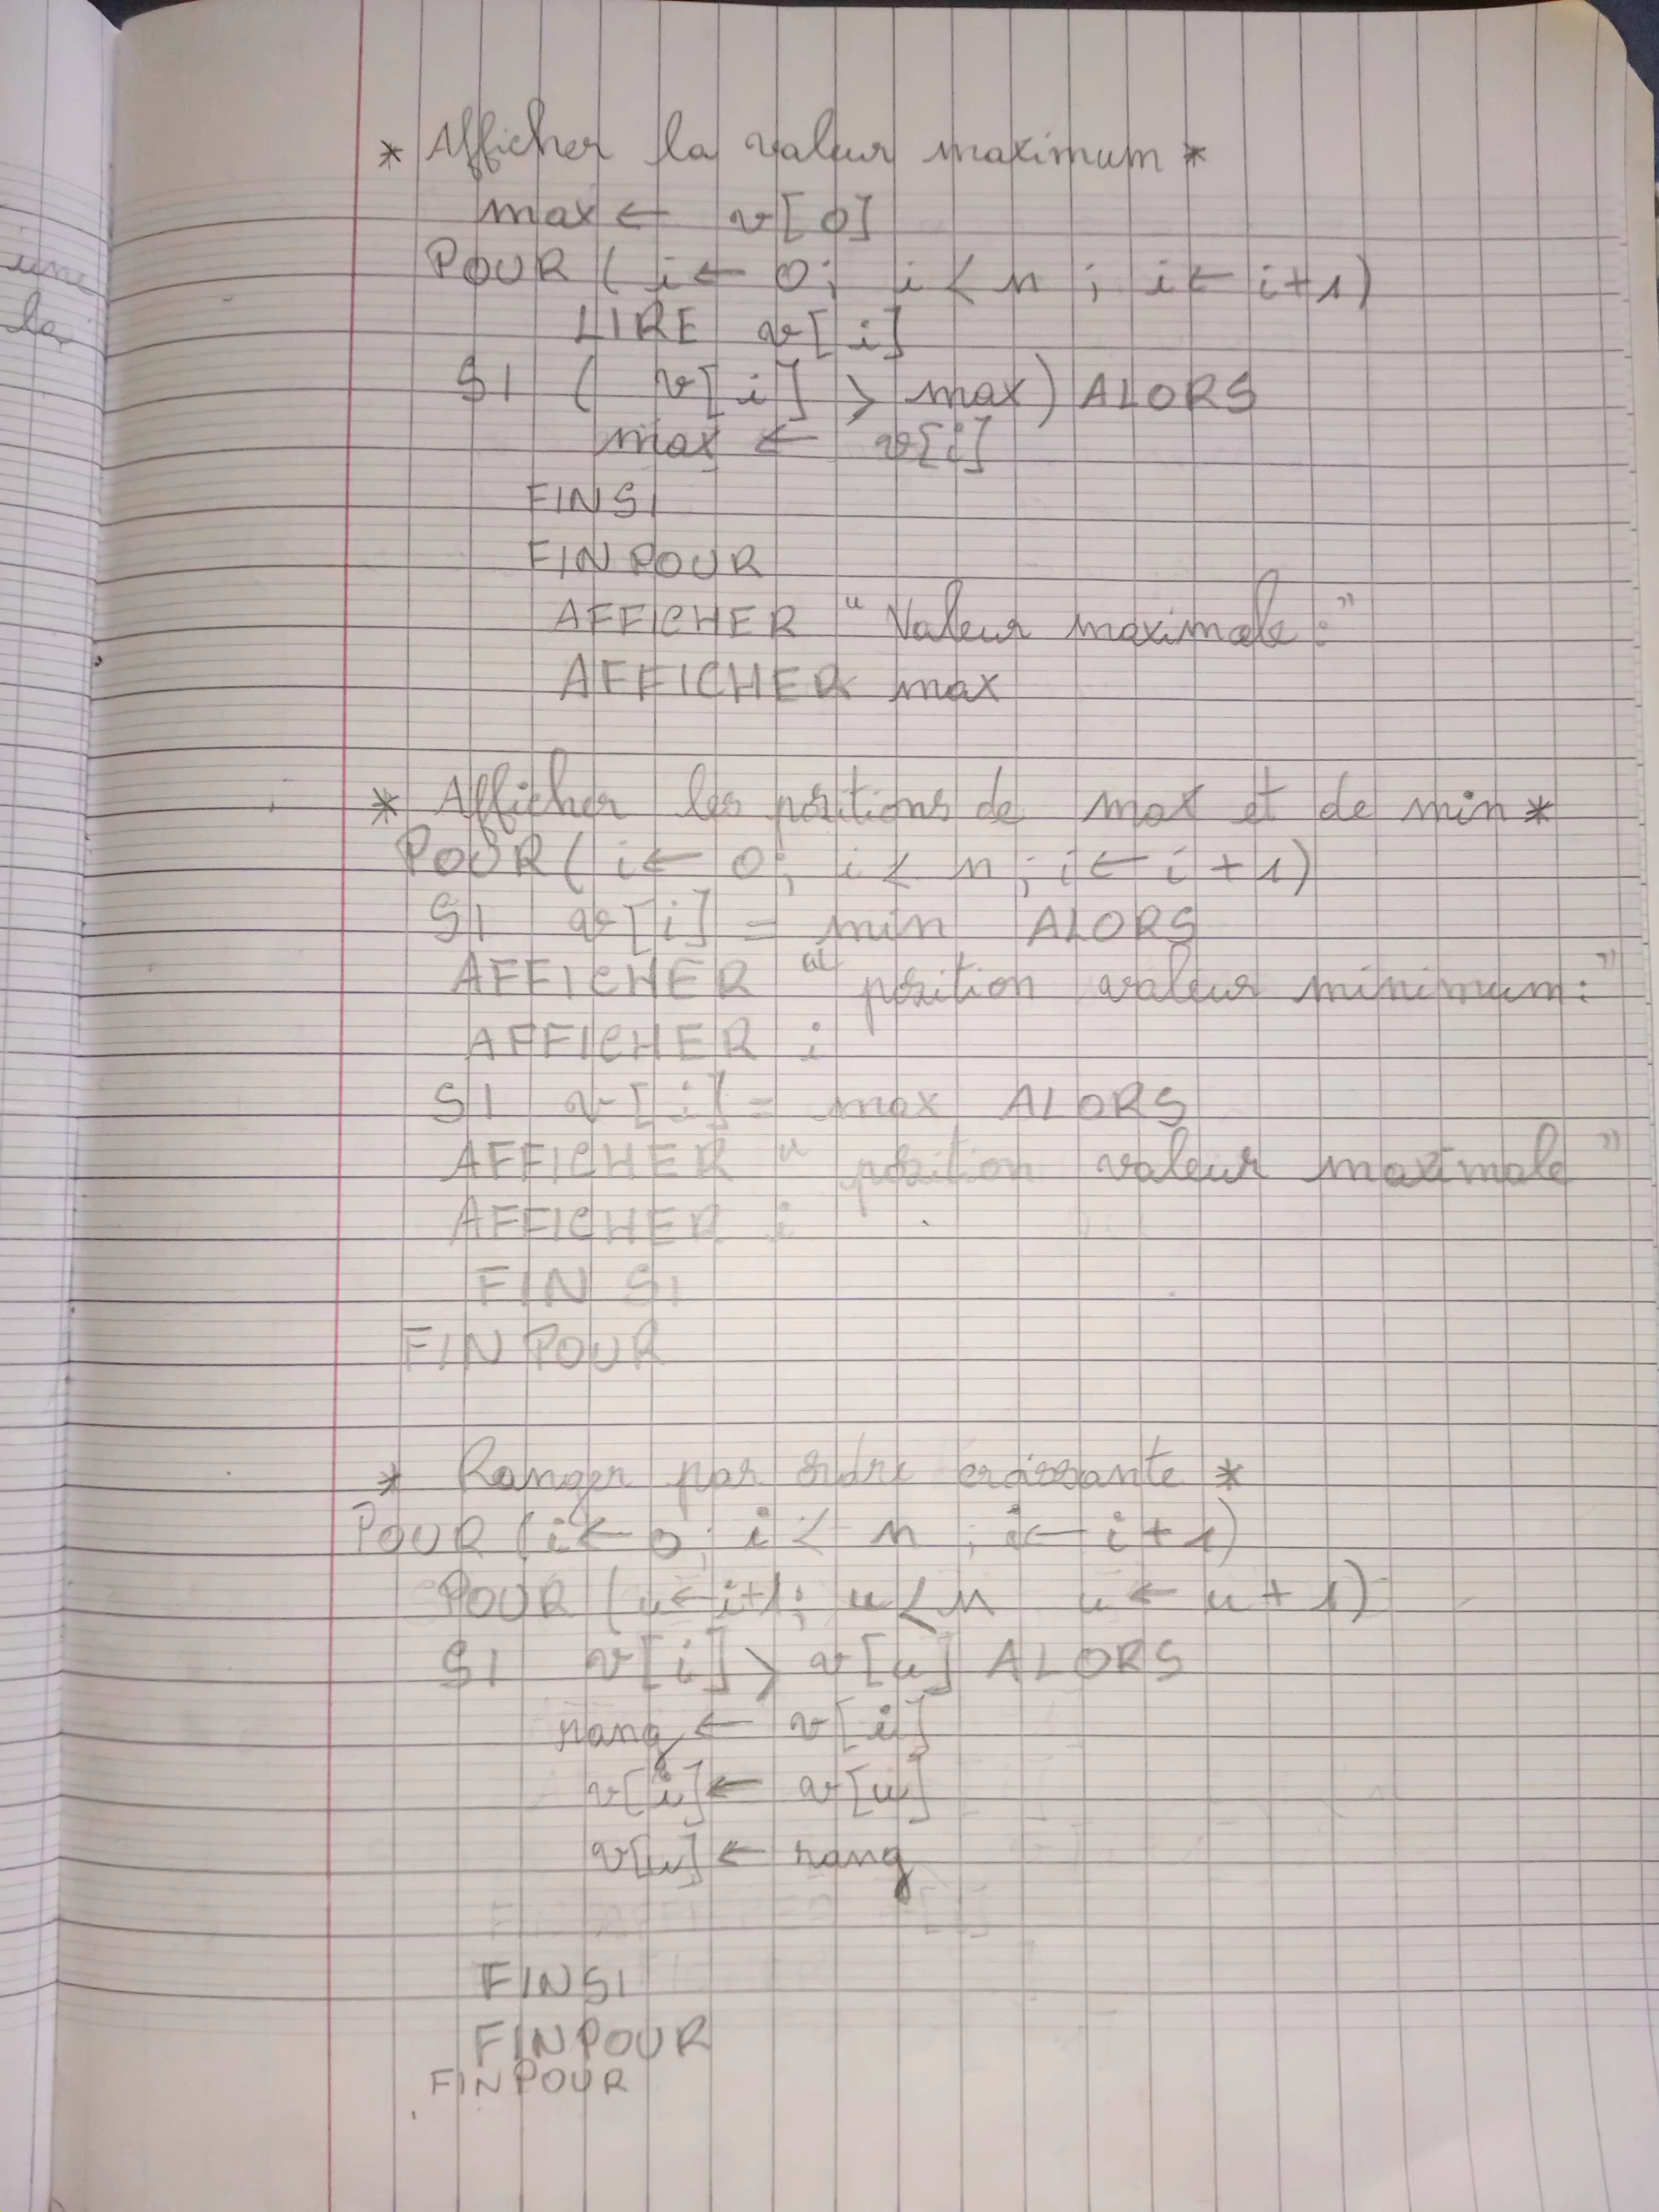 * Afficher la valeur maximum *
max ← v[0]
POUR ( i ← 0; i < n ; i ← i+1)
LIRE v[i]
SI ( v[i] > max) ALORS
max ← v[i]
FINSI
FINPOUR
AFFICHER " Valeur maximale: "
AFFICHER max
* Afficher les positions de max et de min *
POUR ( i ← 0; i < n ; i ← i + 1)
SI v[i] = min ALORS
AFFICHER " position valeur minimum: "
AFFICHER i
SI v[i] = max ALORS
AFFICHER " position valeur maximale "
AFFICHER i
FIN SI
FIN POUR
* Ranger par ordre croissante *
POUR (i ← 0; i < n ; i ← i + 1)
POUR (u ← i+1; u < n u ← u + 1)
SI v[i] > v[u] ALORS
rang ← v[i]
v[i] ← v[u]
v[u] ← rang
FINSI
FINPOUR
FINPOUR
une
la